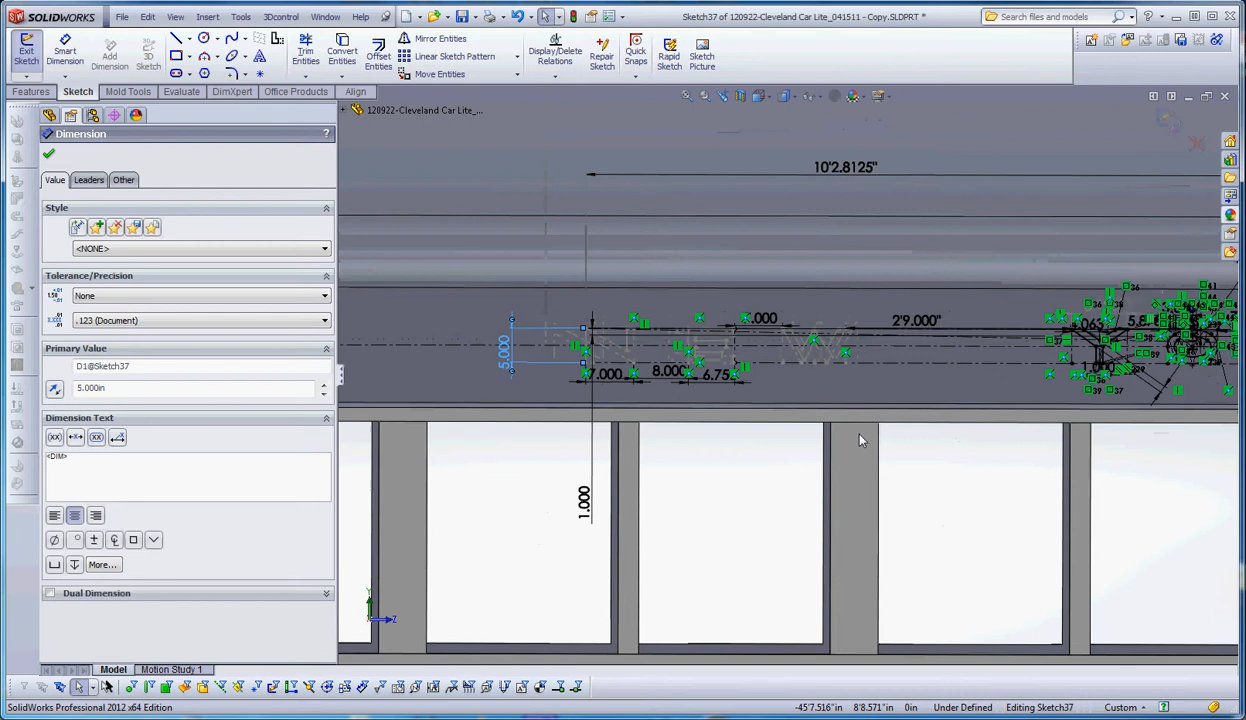 SOLIDWORKS File Edit View Insert Tools 3Dcontrol Window Help Sketch37 of 120922-Cleveland Car Lite_041511 - Copy.SLDPRT * Search files and models
Exit Sketch Smart Dimension Add Dimension 3D Sketch Trim Entities Convert Entities Offset Entities Mirror Entities Linear Sketch Pattern Move Entities Display/Delete Relations Repair Sketch Quick Snaps Rapid Sketch Sketch Picture
Features Sketch Mold Tools Evaluate DimXpert Office Products Align
120922-Cleveland Car Lite_...
Dimension ?
Value Leaders Other
10'2.8125"
Style
<NONE>
Tolerance/Precision
None
.123 (Document)
5.000
2'9.000"
7.000 8.000 6.75
1.000
Primary Value
D1@Sketch37
5.000in
Dimension Text
<DIM>
More...
Dual Dimension
Y
Z
Model Motion Study 1
SolidWorks Professional 2012 x64 Edition -45'7.516"in 8'8.571"in 0in Under Defined Editing Sketch37 Custom